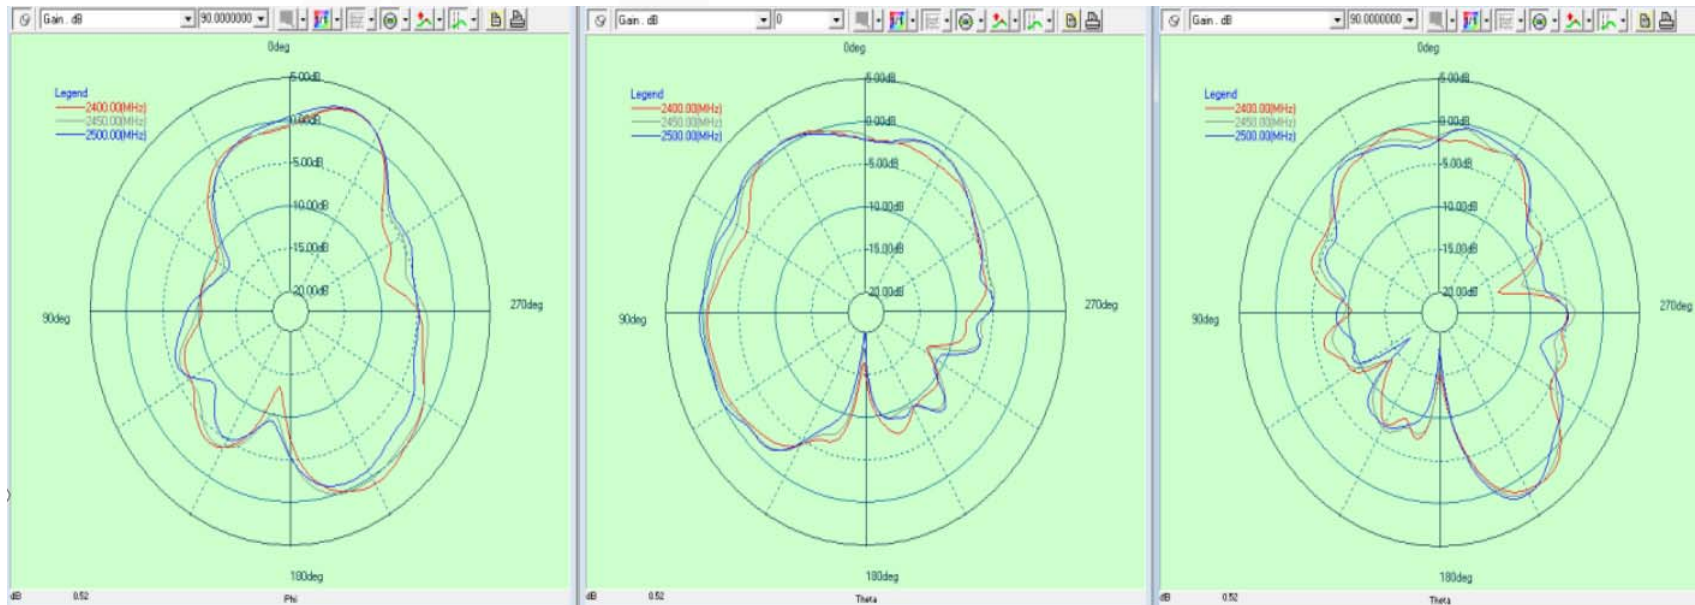 Gain . dB 90.0000000
0deg
5.00dB
Legend
2400.00(MHz)
2450.00(MHz)
2500.00(MHz)
0.00dB
5.00dB
10.00dB
15.00dB
20.00dB
90deg
270deg
180deg
dB 0.52 Phi
Gain . dB 0
0deg
5.00dB
Legend
2400.00(MHz)
2450.00(MHz)
2500.00(MHz)
0.00dB
5.00dB
10.00dB
15.00dB
20.00dB
90deg
270deg
180deg
dB 0.52 Theta
Gain . dB 90.0000000
0deg
5.00dB
Legend
2400.00(MHz)
2450.00(MHz)
2500.00(MHz)
0.00dB
5.00dB
10.00dB
15.00dB
20.00dB
90deg
270deg
180deg
dB 0.52 Theta